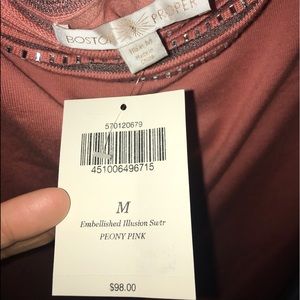 BOSTON PROPER
570120679
451006496715
M
Embellished Illusion Swtr
PEONY PINK
$98.00